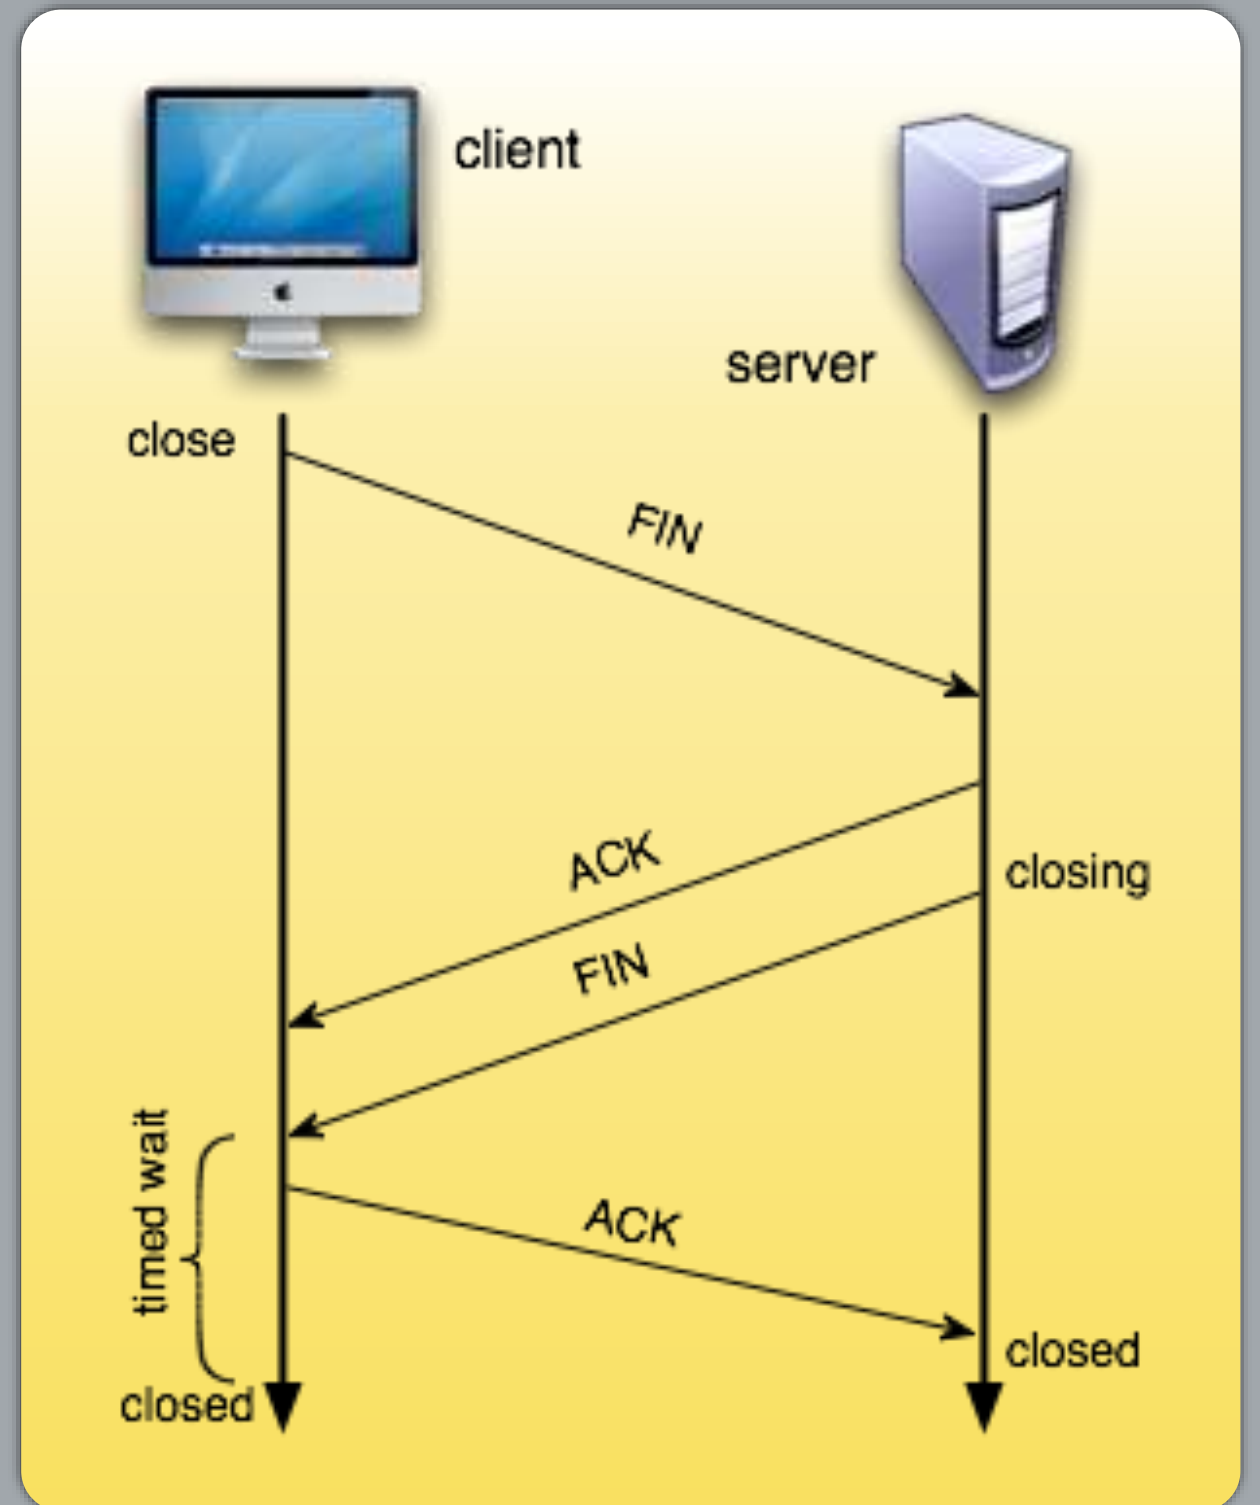 client
server
close
FIN
ACK
closing
FIN
timed wait
ACK
closed
closed